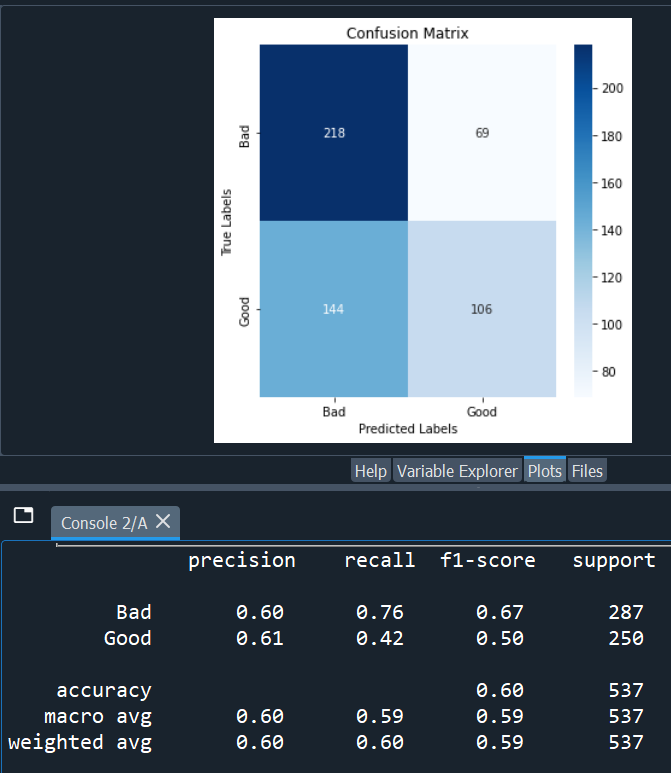 Confusion Matrix
Bad
218
69
200
180
160
140
120
100
80
True Labels
Good
144
106
Bad
Good
Predicted Labels
Help Variable Explorer Plots Files
Console 2/A
precision recall f1-score support
Bad 0.60 0.76 0.67 287
Good 0.61 0.42 0.50 250
accuracy 0.60 537
macro avg 0.60 0.59 0.59 537
weighted avg 0.60 0.60 0.59 537